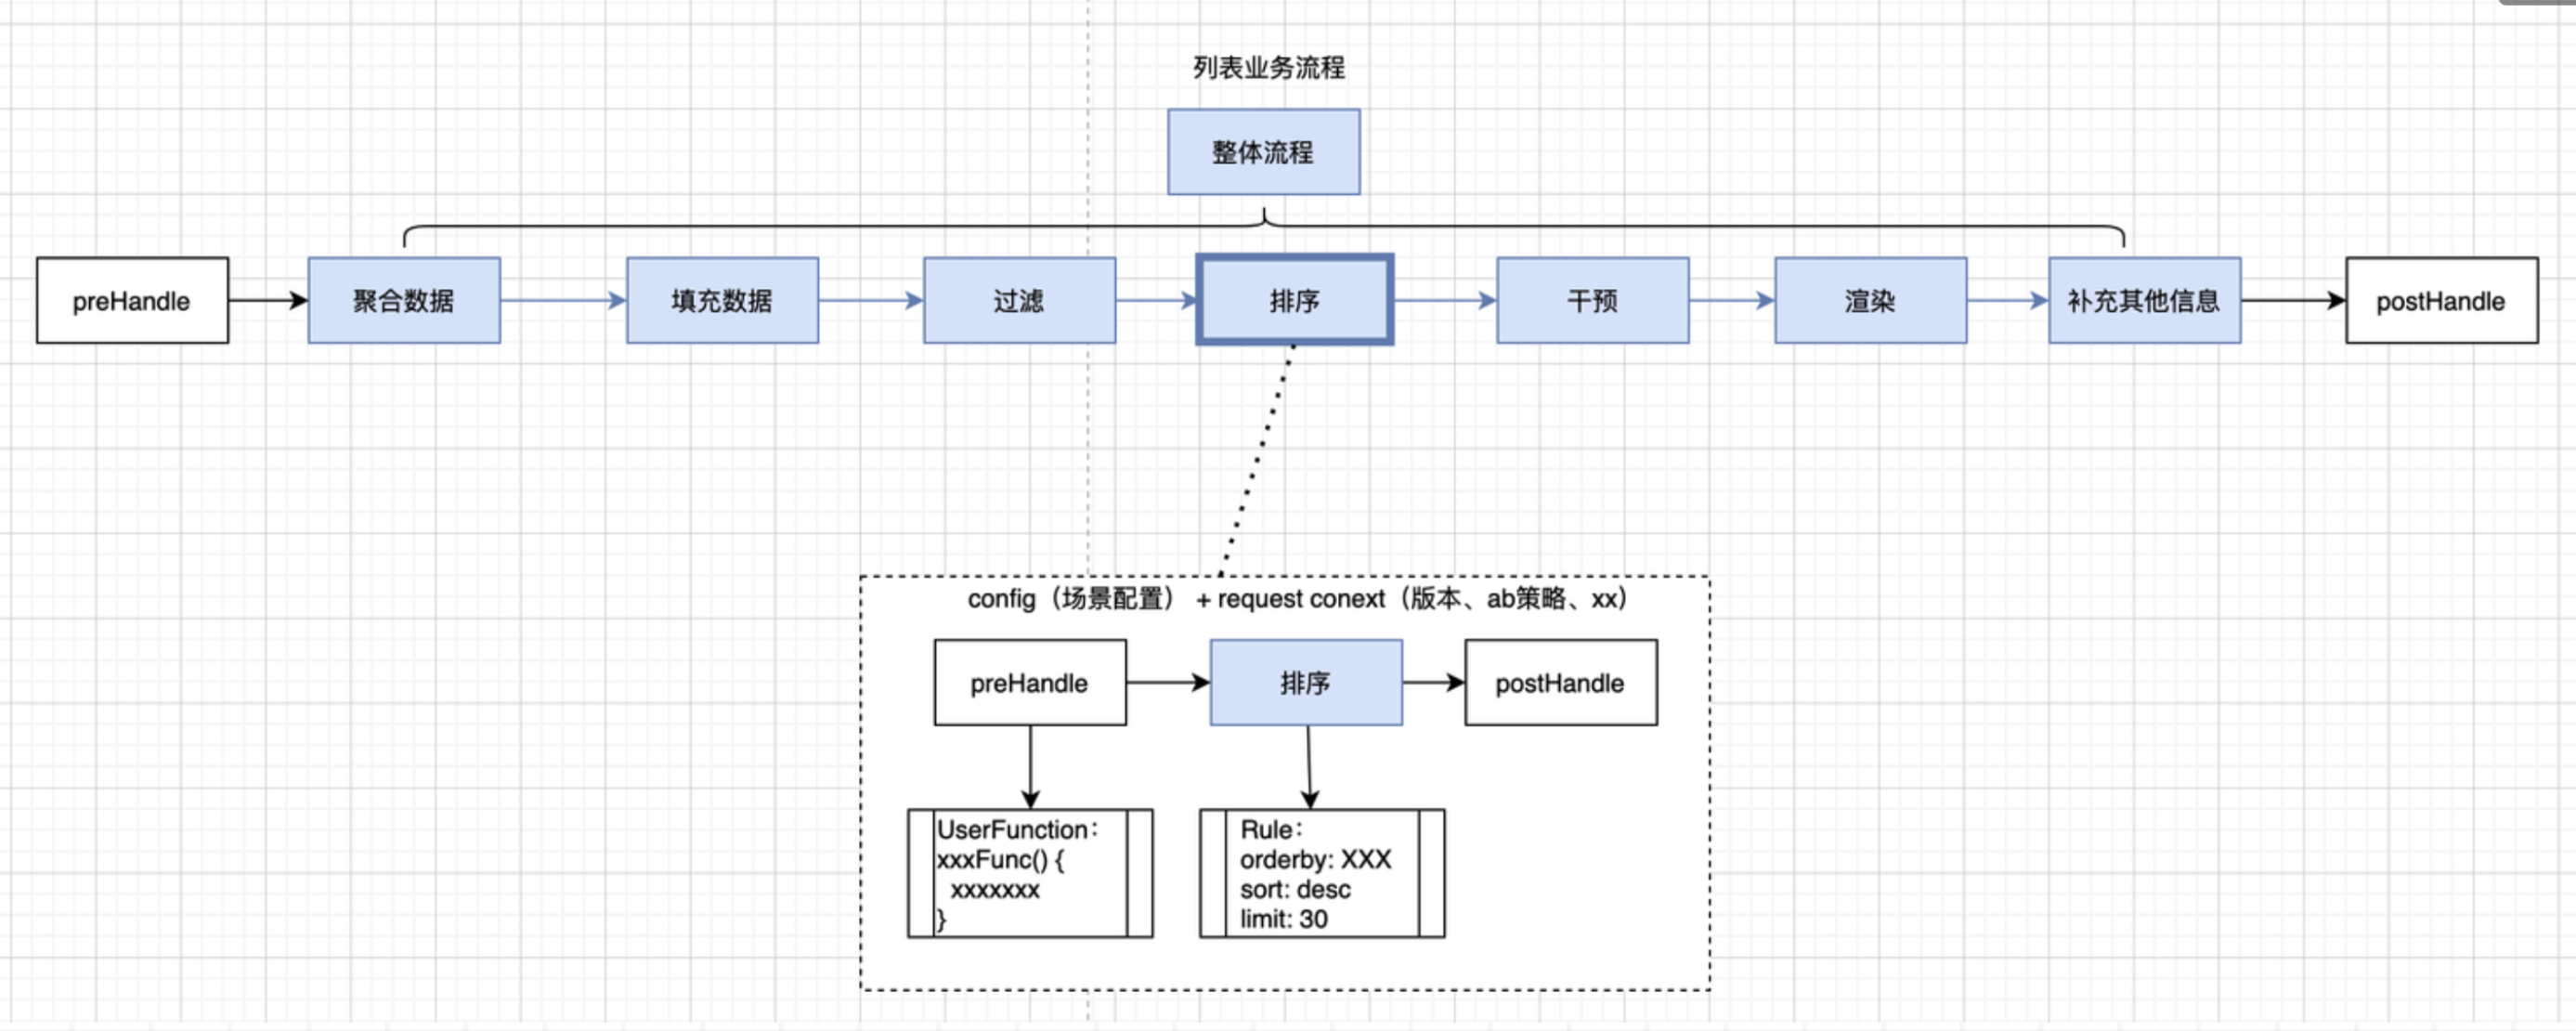 列表业务流程
整体流程
preHandle
聚合数据
填充数据
过滤
排序
干预
渲染
补充其他信息
postHandle
config（场景配置） + request conext（版本、ab策略、xx）
preHandle
排序
postHandle
UserFunction：
xxxFunc() {
xxxxxxx
}
Rule：
orderby: XXX
sort: desc
limit: 30